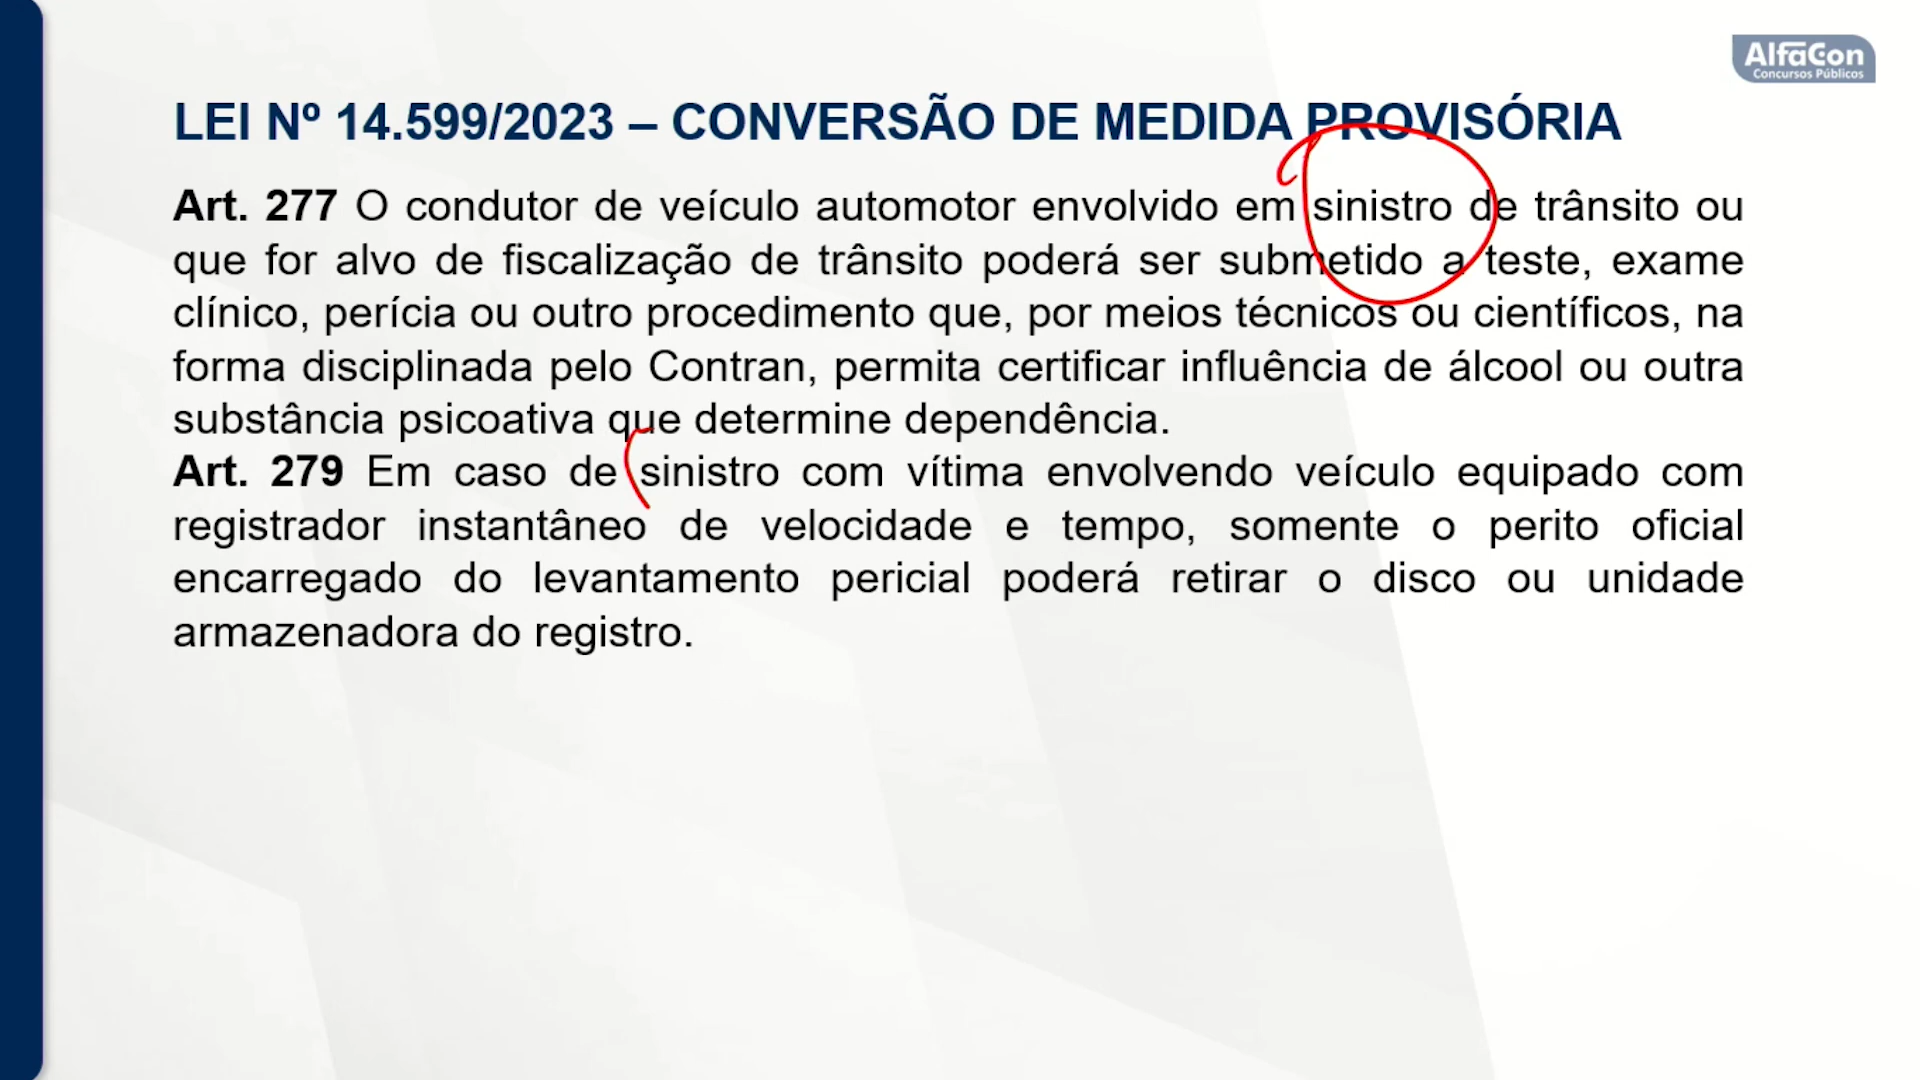 AlfaCon
Concursos Públicos
LEI Nº 14.599/2023 – CONVERSÃO DE MEDIDA PROVISÓRIA
Art. 277 O condutor de veículo automotor envolvido em sinistro de trânsito ou
que for alvo de fiscalização de trânsito poderá ser submetido a teste, exame
clínico, perícia ou outro procedimento que, por meios técnicos ou científicos, na
forma disciplinada pelo Contran, permita certificar influência de álcool ou outra
substância psicoativa que determine dependência.
Art. 279 Em caso de sinistro com vítima envolvendo veículo equipado com
registrador instantâneo de velocidade e tempo, somente o perito oficial
encarregado do levantamento pericial poderá retirar o disco ou unidade
armazenadora do registro.